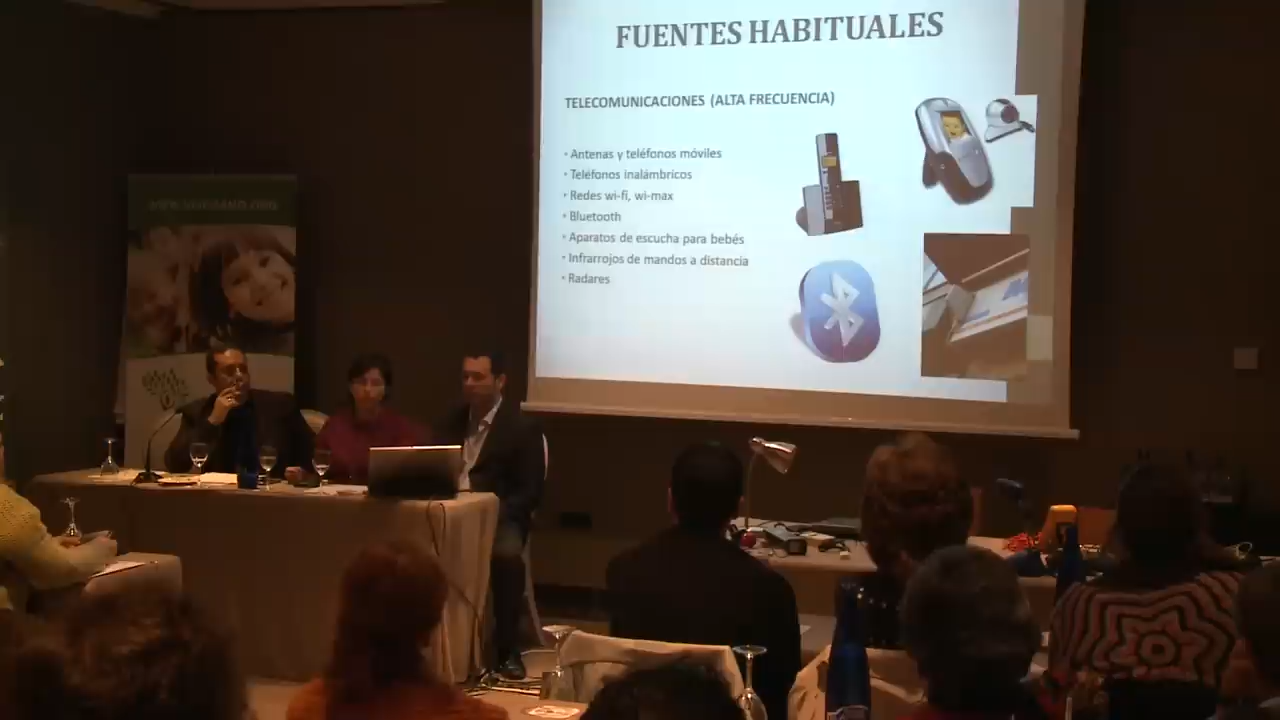 FUENTES HABITUALES
TELECOMUNICACIONES (ALTA FRECUENCIA)
• Antenas y teléfonos móviles
• Teléfonos inalámbricos
• Redes wi-fi, wi-max
• Bluetooth
• Aparatos de escucha para bebés
• Infrarrojos de mandos a distancia
• Radares